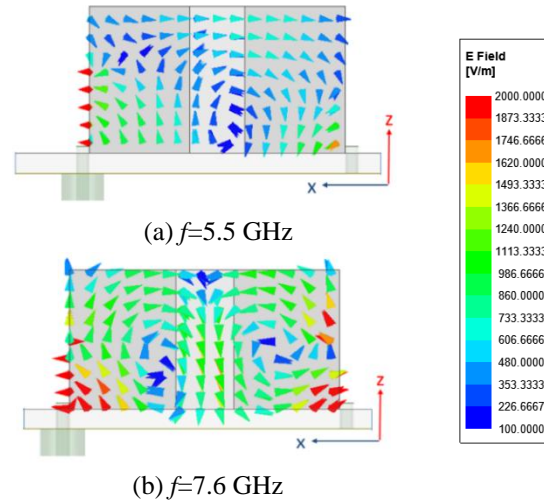 Z
X
(a) f=5.5 GHz
Z
X
(b) f=7.6 GHz
E Field
[V/m]
2000.0000
1873.3333
1746.6666
1620.0000
1493.3333
1366.6666
1240.0000
1113.3333
986.6666
860.0000
733.3333
606.6666
480.0000
353.3333
226.6667
100.0000